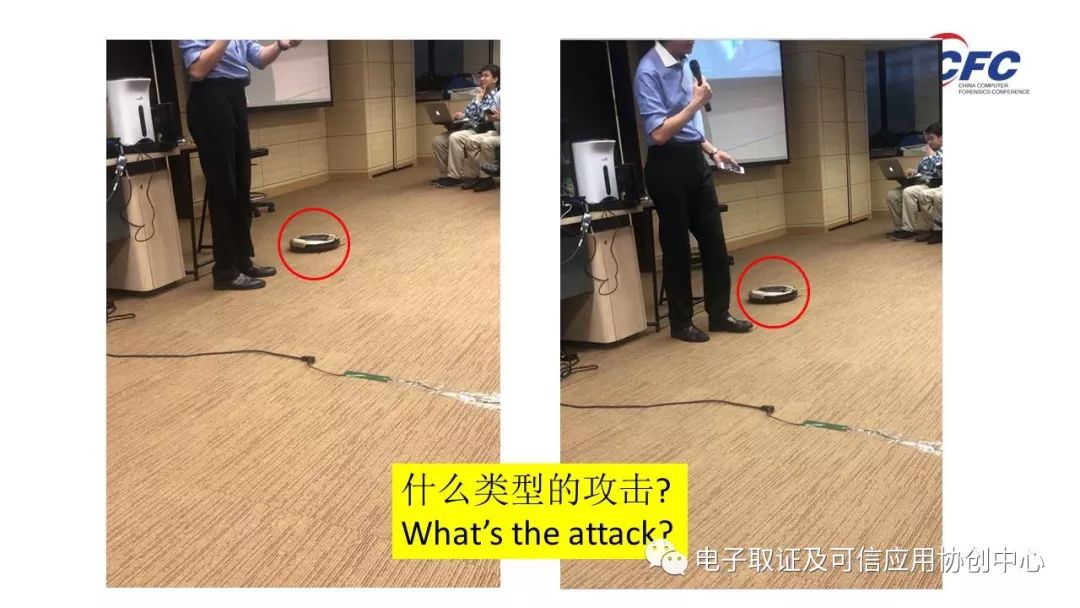 CFC
CHINA COMPUTER
FORENSICS CONFERENCE
什么类型的攻击?
What's the attack?
电子取证及可信应用协创中心